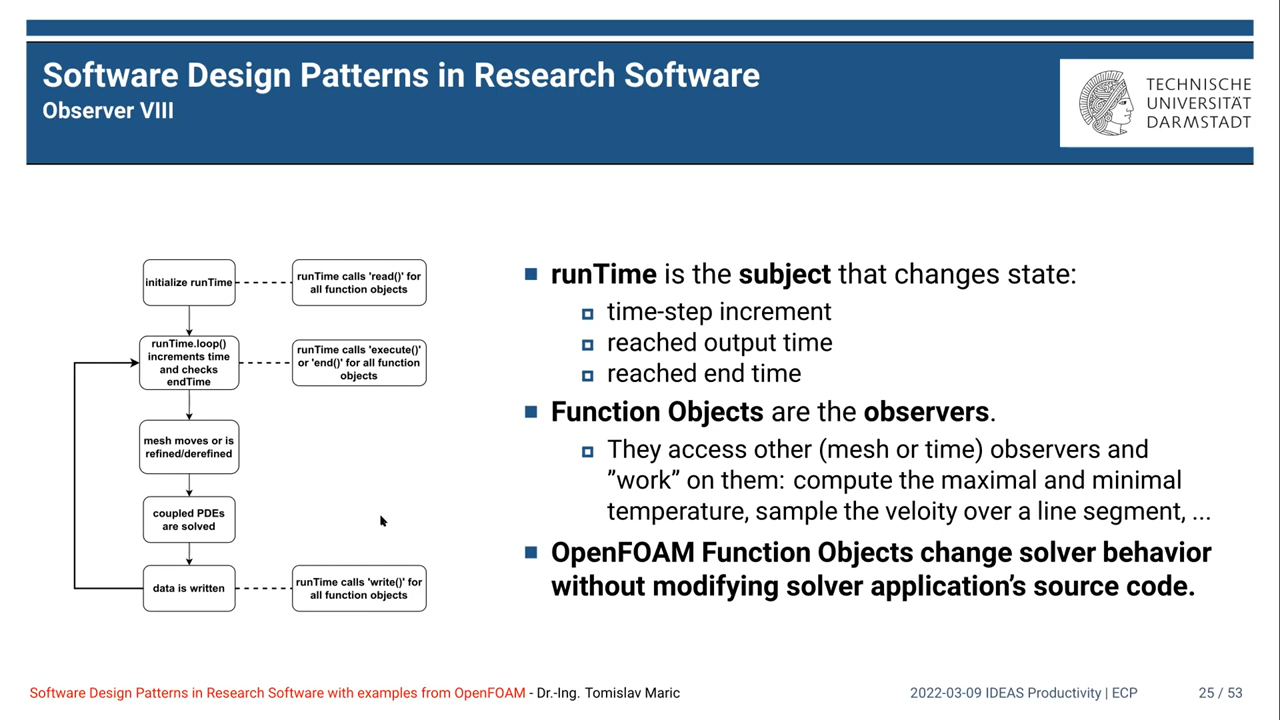 Software Design Patterns in Research Software
Observer VIII
TECHNISCHE
UNIVERSITÄT
DARMSTADT
initialize runTime
runTime calls 'read()' for
all function objects
runTime.loop()
increments time
and checks
endTime
runTime calls 'execute()'
or 'end()' for all function
objects
mesh moves or is
refined/derefined
coupled PDEs
are solved
data is written
runTime calls 'write()' for
all function objects
runTime is the subject that changes state:
time-step increment
reached output time
reached end time
Function Objects are the observers.
They access other (mesh or time) observers and
”work” on them: compute the maximal and minimal
temperature, sample the veloity over a line segment, ...
OpenFOAM Function Objects change solver behavior
without modifying solver application’s source code.
Software Design Patterns in Research Software with examples from OpenFOAM - Dr.-Ing. Tomislav Maric
2022-03-09 IDEAS Productivity | ECP
25 / 53